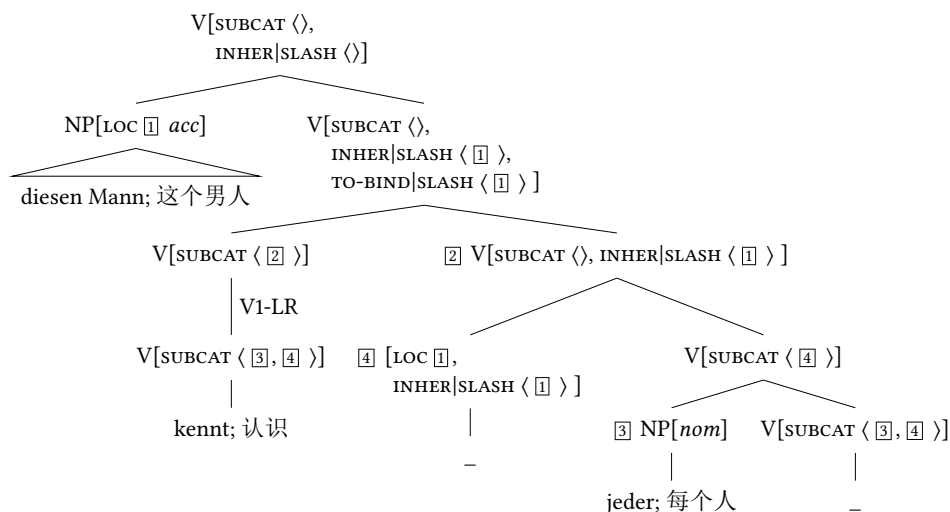 V[SUBCAT ⟨⟩,
INHER|SLASH ⟨⟩]
NP[LOC 1 acc]
V[SUBCAT ⟨⟩,
INHER|SLASH ⟨ 1 ⟩,
TO-BIND|SLASH ⟨ 1 ⟩ ]
diesen Mann; 这个男人
V[SUBCAT ⟨ 2 ⟩]
2 V[SUBCAT ⟨⟩, INHER|SLASH ⟨ 1 ⟩ ]
V1-LR
V[SUBCAT ⟨ 3, 4 ⟩]
4 [LOC 1,
INHER|SLASH ⟨ 1 ⟩ ]
V[SUBCAT ⟨ 4 ⟩]
kennt; 认识
3 NP[nom]
V[SUBCAT ⟨ 3, 4 ⟩]
–
jeder; 每个人
–